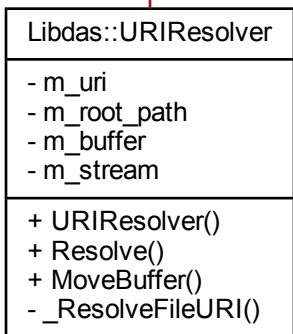 Libdas::URIResolver
- m_uri
- m_root_path
- m_buffer
- m_stream
+ URIResolver()
+ Resolve()
+ MoveBuffer()
- _ResolveFileURI()